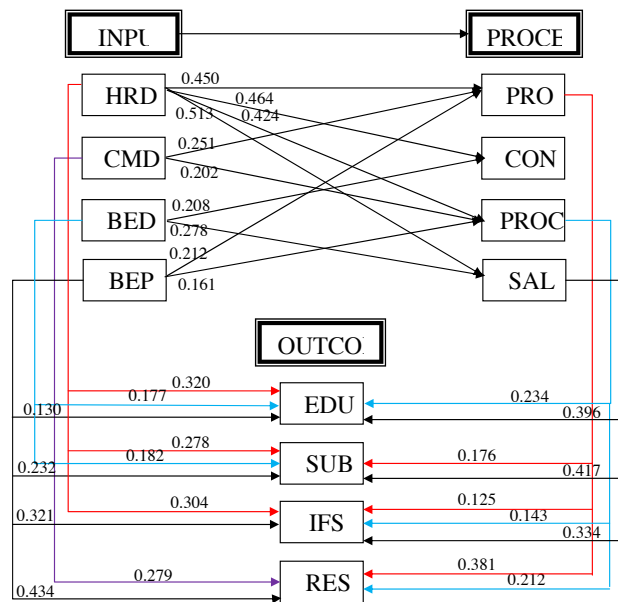 INPU
PROCE
HRD
0.450
PRO
0.464
0.424
0.513
CMD
0.251
CON
0.202
BED
0.208
PROC
0.278
BEP
0.212
SAL
0.161
OUTCO
0.320
0.177
EDU
0.234
0.130
0.396
0.278
0.182
SUB
0.176
0.232
0.417
0.304
IFS
0.125
0.321
0.143
0.334
0.279
RES
0.381
0.434
0.212